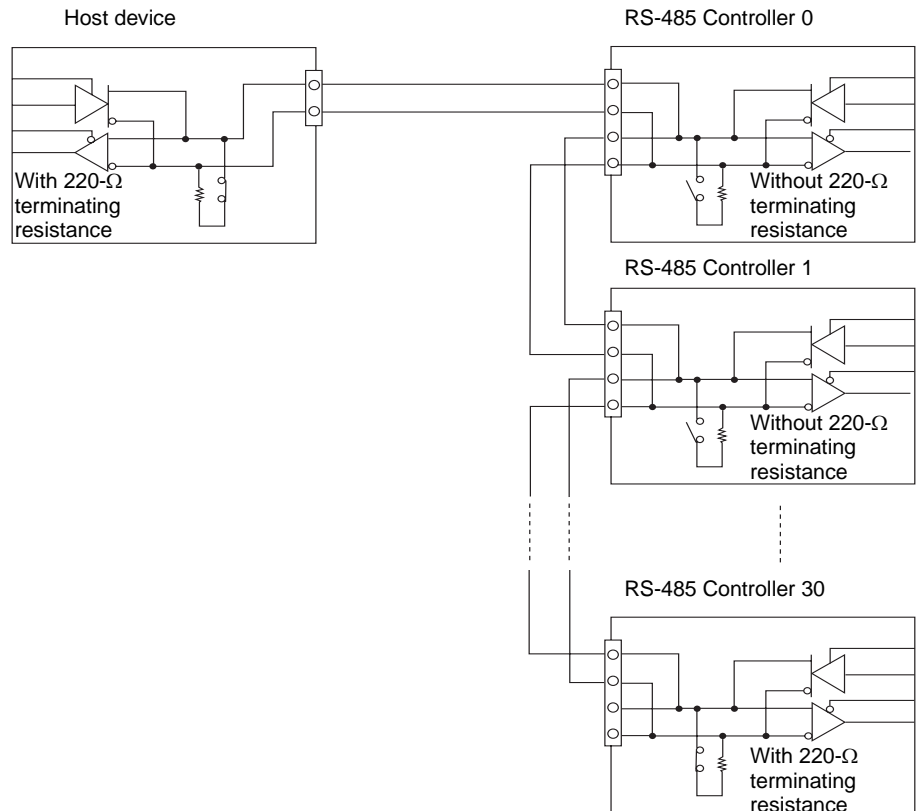 Host device
With 220-Ω
terminating
resistance
RS-485 Controller 0
Without 220-Ω
terminating
resistance
RS-485 Controller 1
Without 220-Ω
terminating
resistance
RS-485 Controller 30
With 220-Ω
terminating
resistance